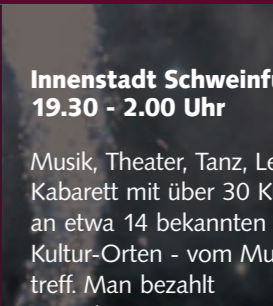 Innenstadt Schweinfu
19.30 - 2.00 Uhr
Musik, Theater, Tanz, Le
Kabarett mit über 30 K
an etwa 14 bekannten
Kultur-Orten - vom Mu
treff. Man bezahlt